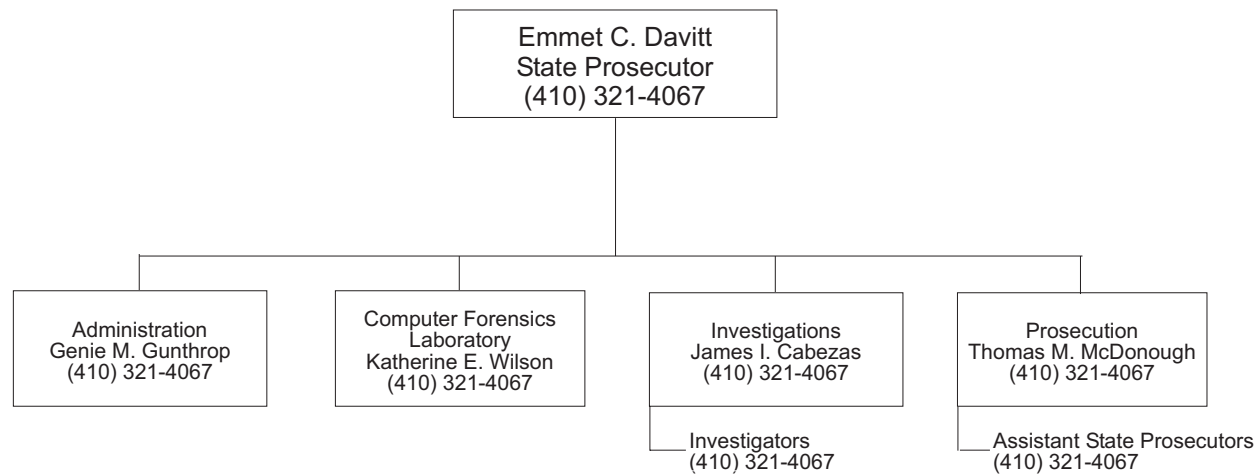 Emmet C. Davitt
State Prosecutor
(410) 321-4067
Administration
Genie M. Gunthrop
(410) 321-4067
Computer Forensics
Laboratory
Katherine E. Wilson
(410) 321-4067
Investigations
James I. Cabezas
(410) 321-4067
Prosecution
Thomas M. McDonough
(410) 321-4067
Investigators
(410) 321-4067
Assistant State Prosecutors
(410) 321-4067